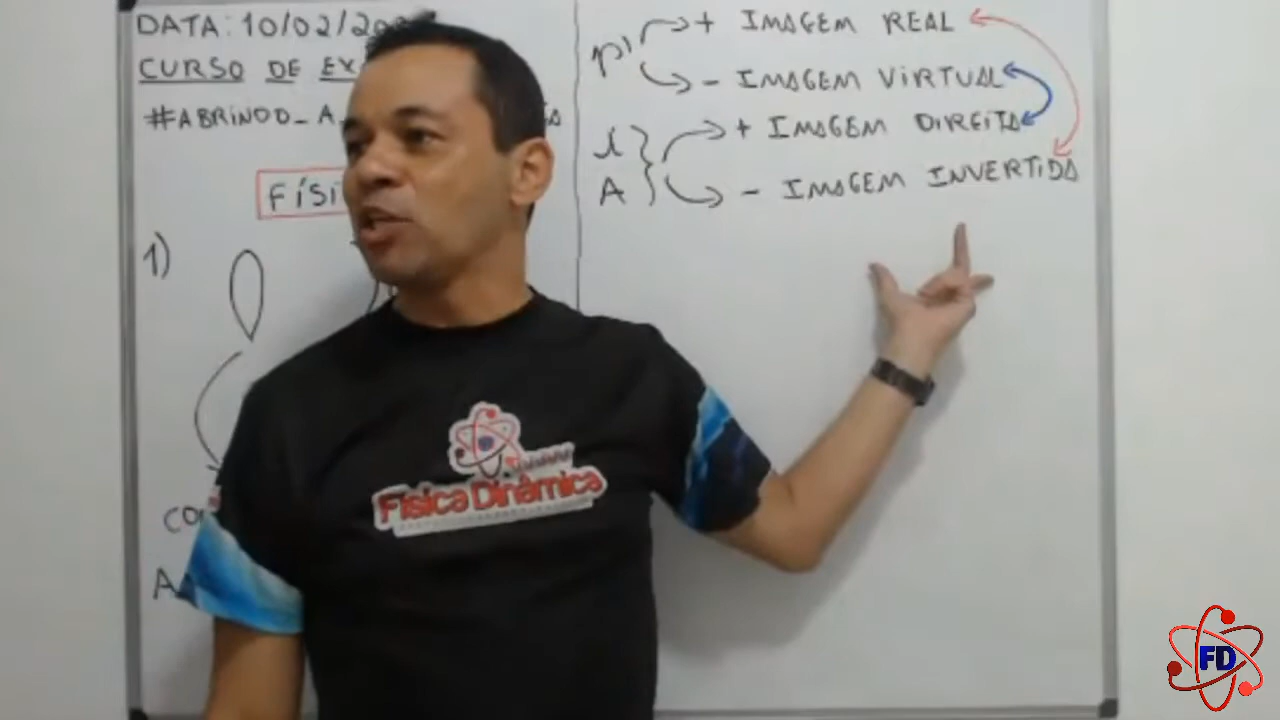 DATA: 10/02/20
CURSO DE EX
#ABRINOD_A
FÍSI
1)
CO
A
p' + IMAGEM REAL
- IMAGEM VIRTUAL
+ IMAGEM DIREITA
A - IMAGEM INVERTIDA
Física Dinâmica
FD